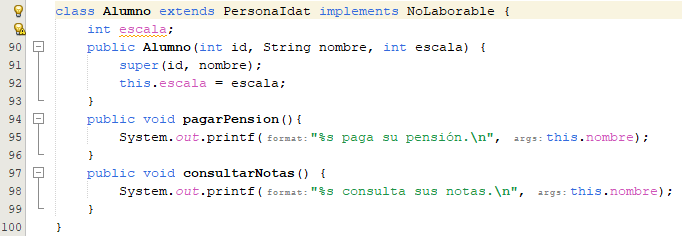 class Alumno extends PersonaIdat implements NoLaborable {
int escala;
90 public Alumno(int id, String nombre, int escala) {
91 super(id, nombre);
92 this.escala = escala;
93 }
94 public void pagarPension(){
95 System.out.printf(format:"%s paga su pensión.\n", args:this.nombre);
96 }
97 public void consultarNotas() {
98 System.out.printf(format:"%s consulta sus notas.\n", args:this.nombre);
99 }
100 }